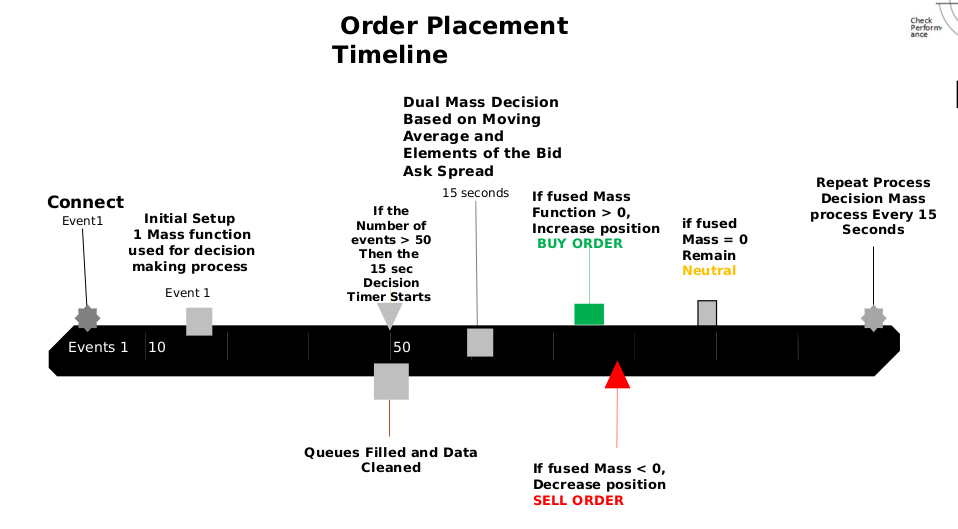 Order Placement
Timeline
Check
Perform-
ance
Dual Mass Decision
Based on Moving
Average and
Elements of the Bid
Ask Spread
15 seconds
Connect
Event1
Initial Setup
1 Mass function
used for decision
making process
Event 1
If the
Number of
events > 50
Then the
15 sec
Decision
Timer Starts
If fused Mass
Function > 0,
Increase position
BUY ORDER
if fused
Mass = 0
Remain
Neutral
Repeat Process
Decision Mass
process Every 15
Seconds
Events 1
10
50
Queues Filled and Data
Cleaned
If fused Mass < 0,
Decrease position
SELL ORDER